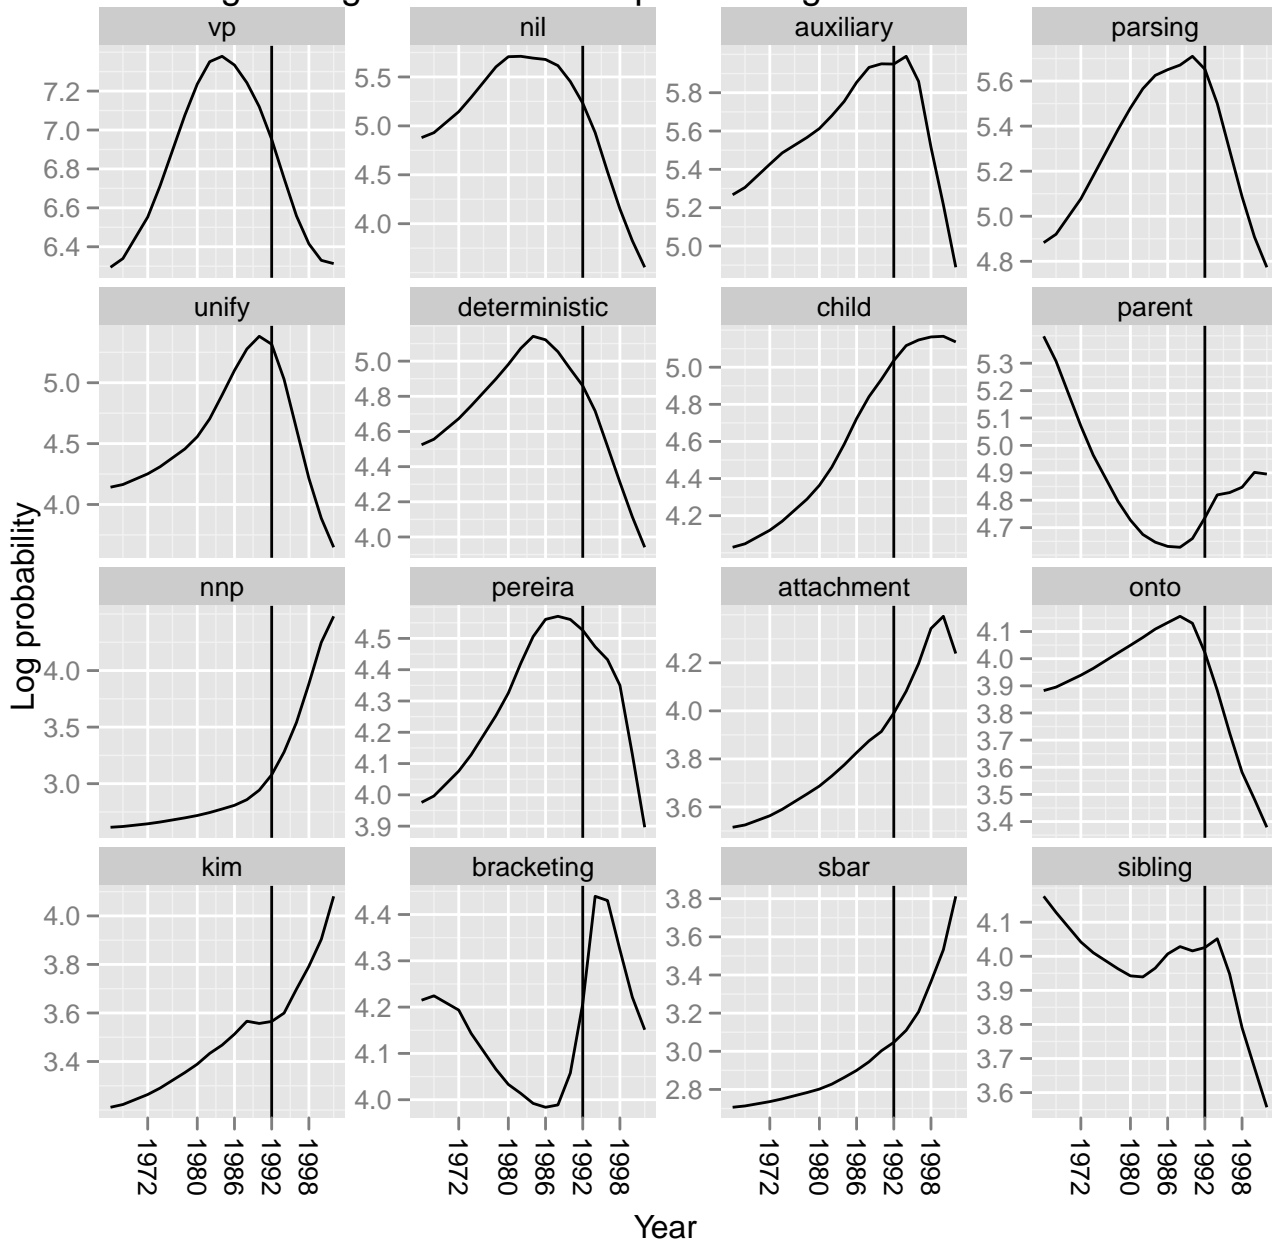 vp nil auxiliary parsing
7.2 5.5 5.8 5.6
7.0 5.0 5.6 5.4
6.8 4.5 5.4 5.2
6.6 4.0 5.2 5.0
6.4 5.0 4.8
unify deterministic child parent
5.0 5.0 5.0 5.3
4.5 4.8 4.8 5.2
4.0 4.6 4.6 5.1
4.4 4.4 5.0
4.2 4.2 4.9
4.0 4.8
4.7
Log probability
nnp pereira attachment onto
4.0 4.5 4.2 4.1
3.5 4.4 4.0 4.0
3.0 4.3 3.8 3.9
4.2 3.6 3.8
4.1 3.7
4.0 3.6
3.9 3.5
3.4
kim bracketing sbar sibling
4.0 4.4 3.8 4.1
3.8 4.3 3.6 4.0
3.6 4.2 3.4 3.9
3.4 4.1 3.2 3.8
4.0 3.0 3.7
2.8 3.6
1972 1980 1986 1992 1998 1972 1980 1986 1992 1998 1972 1980 1986 1992 1998 1972 1980 1986 1992 1998
Year